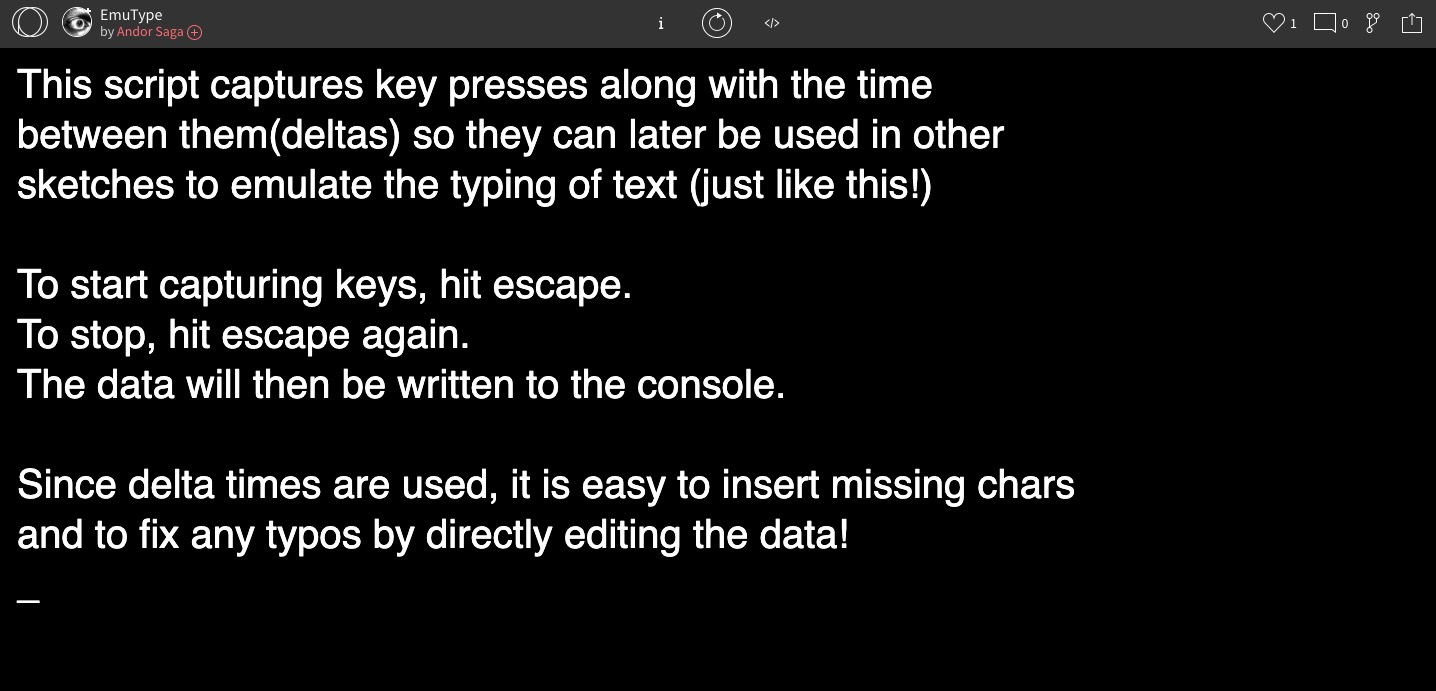 EmuType
by Andor Saga
i
</>
1
0
This script captures key presses along with the time
between them(deltas) so they can later be used in other
sketches to emulate the typing of text (just like this!)
To start capturing keys, hit escape.
To stop, hit escape again.
The data will then be written to the console.
Since delta times are used, it is easy to insert missing chars
and to fix any typos by directly editing the data!
_